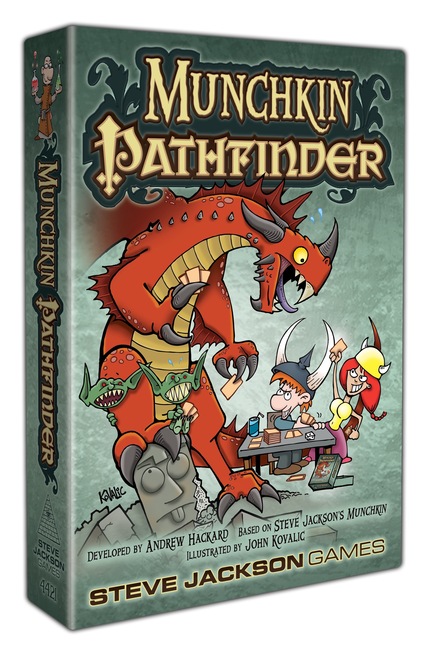 MUNCHKIN
PATHFINDER
KOVALIC
DEVELOPED BY ANDREW HACKARD
BASED ON STEVE JACKSON'S MUNCHKIN
ILLUSTRATED BY JOHN KOVALIC
STEVE JACKSON GAMES
MUNCHKIN PATHFINDER
STEVE
JACKSON
GAMES
4421